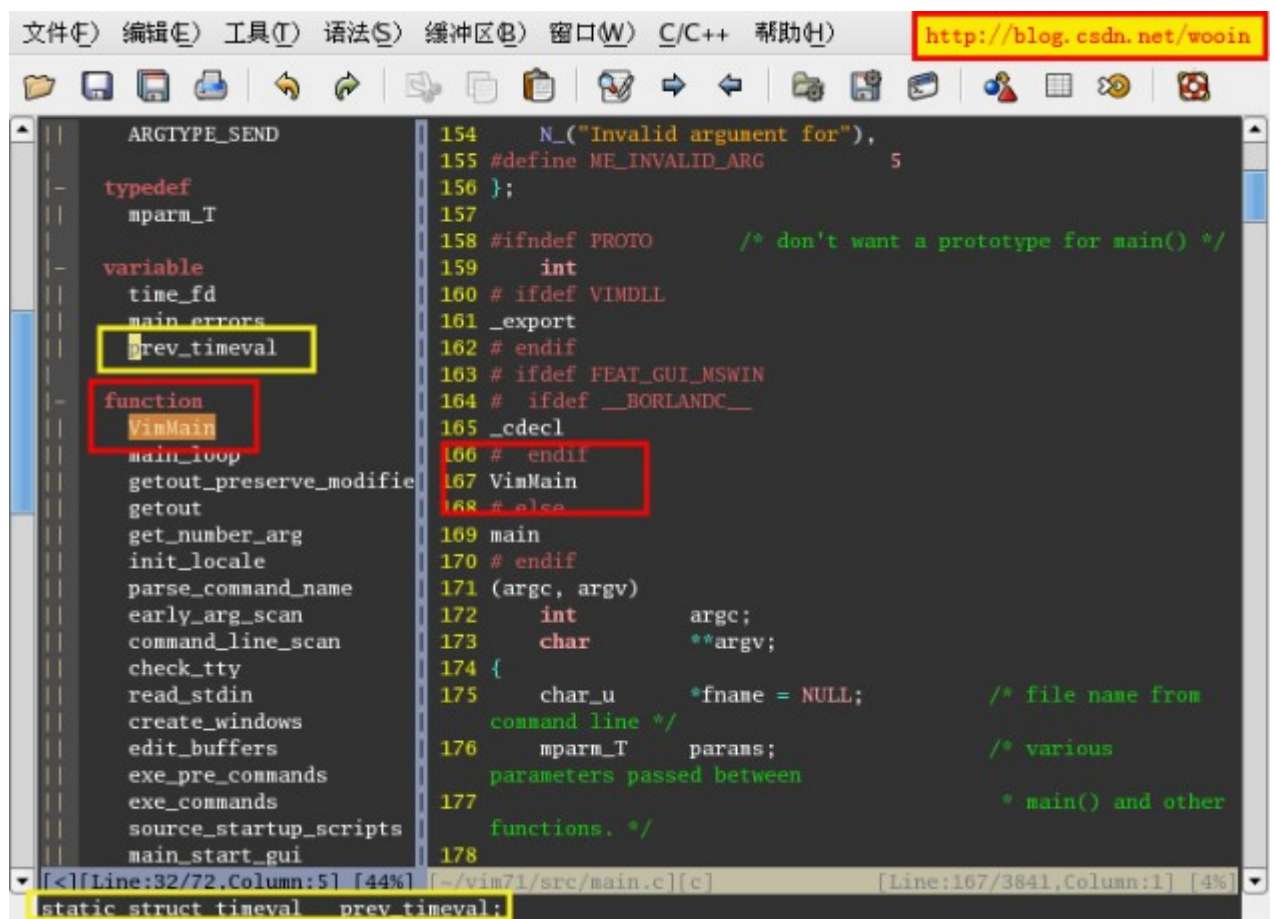 文件(F) 编辑(E) 工具(T) 语法(S) 缓冲区(B) 窗口(W) C/C++ 帮助(H)
http://blog.csdn.net/wooin
ARGTYPE_SEND
typedef
mparm_T
variable
time_fd
main_errors
prev_timeval
function
VimMain
main_loop
getout_preserve_modifie
getout
get_number_arg
init_locale
parse_command_name
early_arg_scan
command_line_scan
check_tty
read_stdin
create_windows
edit_buffers
exe_pre_commands
exe_commands
source_startup_scripts
main_start_gui
[<][Line:32/72,Column:5] [44%]
154 N_("Invalid argument for"),
155 #define ME_INVALID_ARG 5
156 };
157
158 #ifndef PROTO /* don't want a prototype for main() */
159 int
160 # ifdef VIMDLL
161 _export
162 # endif
163 # ifdef FEAT_GUI_MSWIN
164 # ifdef __BORLANDC__
165 _cdecl
166 # endif
167 VimMain
168 # else
169 main
170 # endif
171 (argc, argv)
172 int argc;
173 char **argv;
174 {
175 char_u *fname = NULL; /* file name from
command line */
176 mparm_T params; /* various
parameters passed between
177 * main() and other
functions. */
178
[~/vim71/src/main.c][c] [Line:167/3841,Column:1] [4%]
static struct timeval prev_timeval;